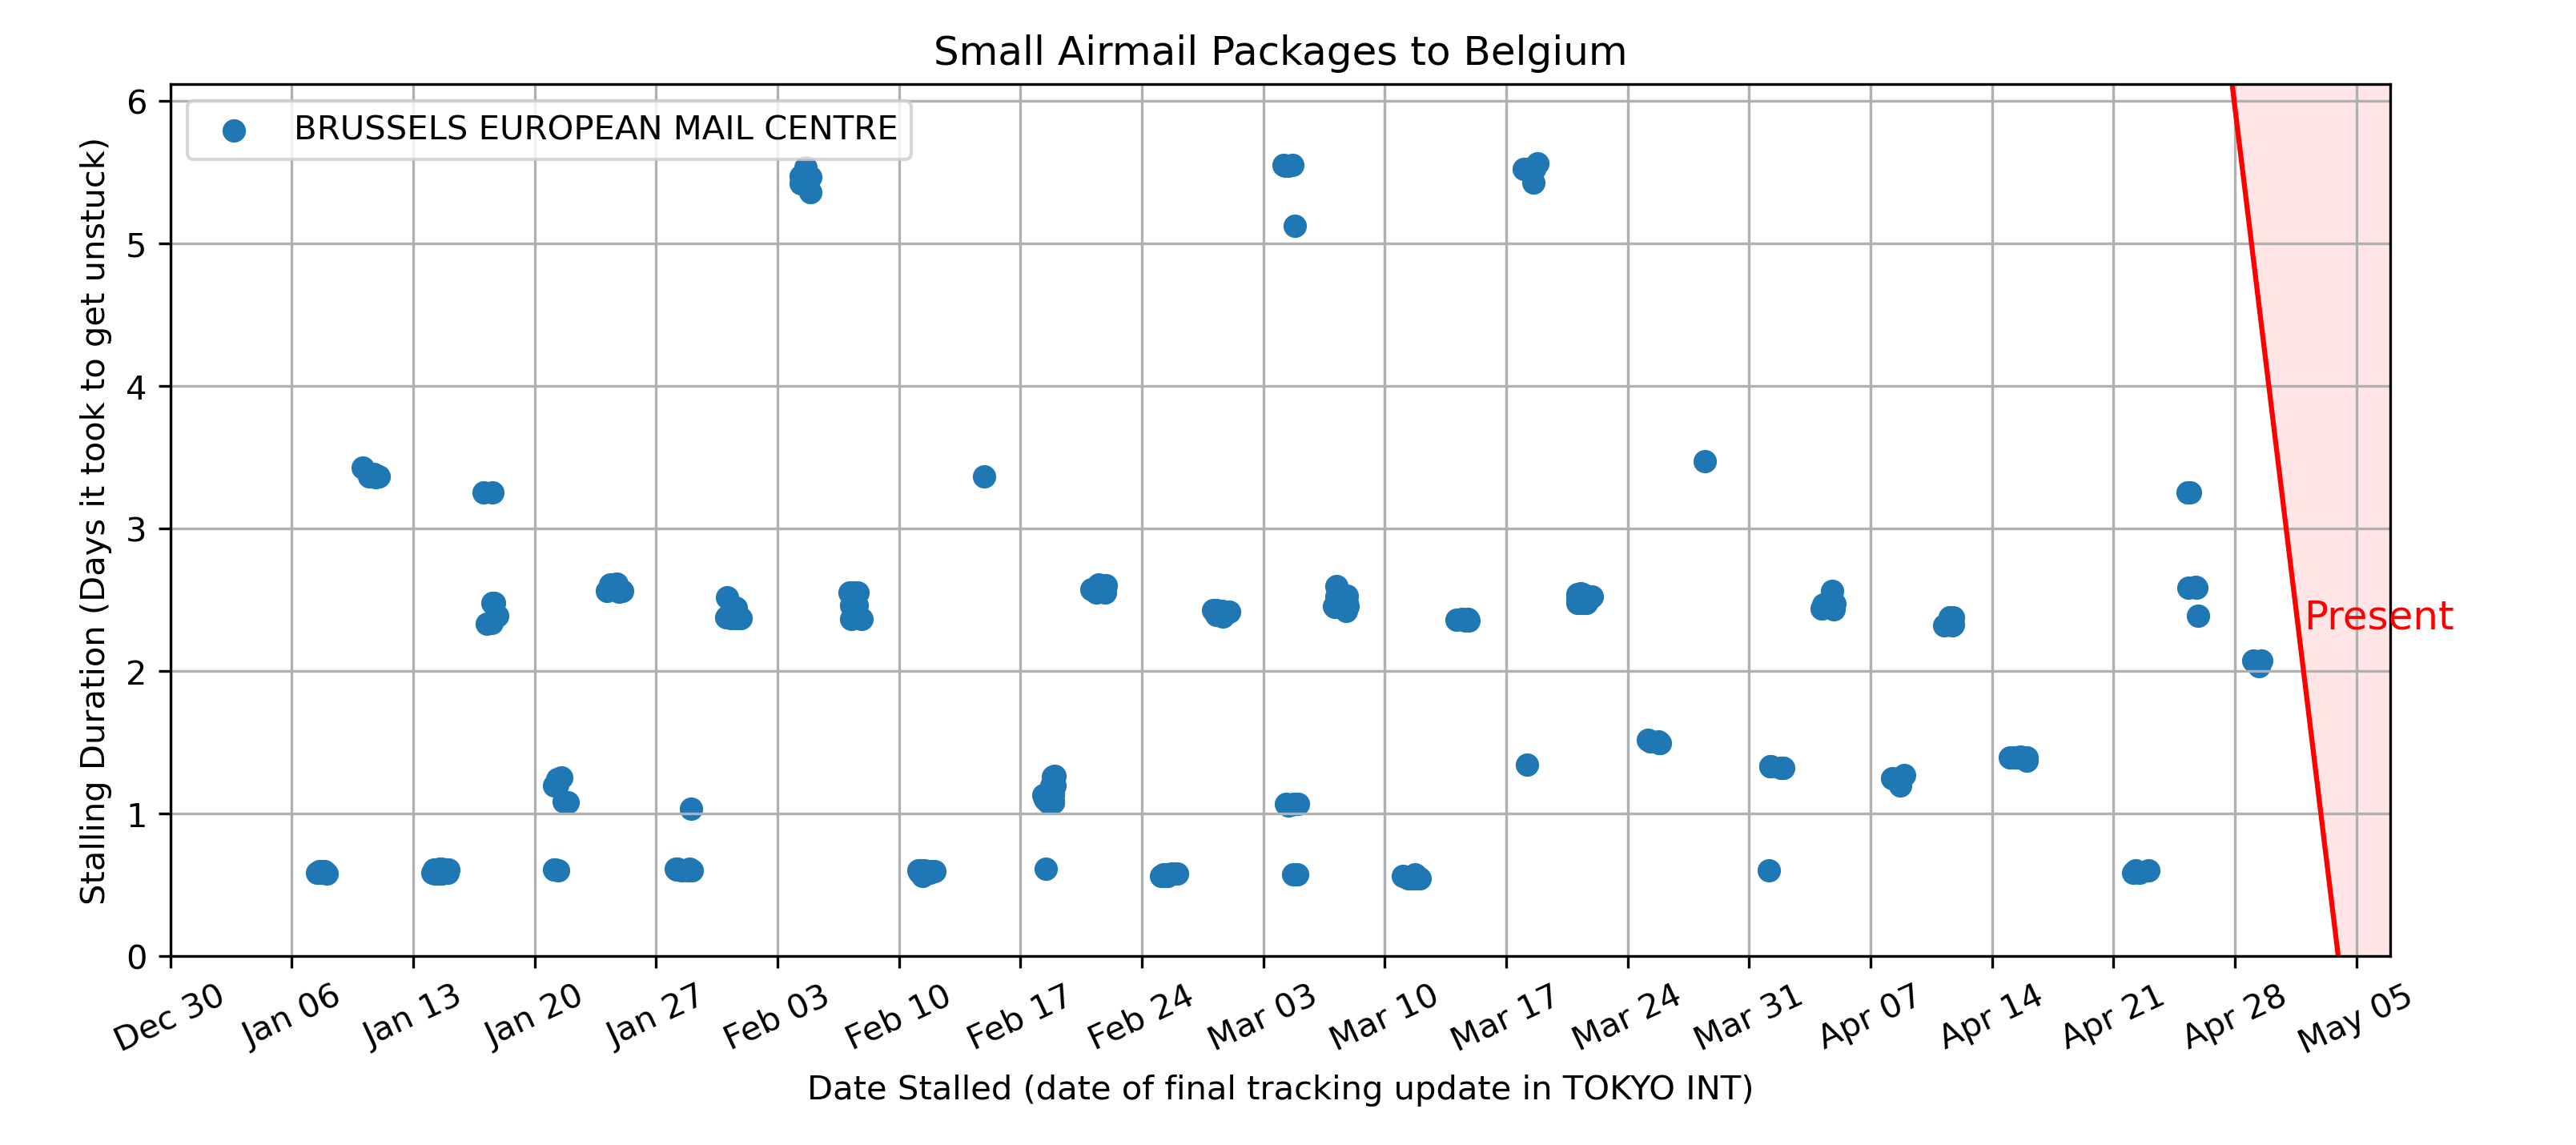 Small Airmail Packages to Belgium
BRUSSELS EUROPEAN MAIL CENTRE
Stalling Duration (Days it took to get unstuck)
6
5
4
3
2
1
0
Present
Dec 30
Jan 06
Jan 13
Jan 20
Jan 27
Feb 03
Feb 10
Feb 17
Feb 24
Mar 03
Mar 10
Mar 17
Mar 24
Mar 31
Apr 07
Apr 14
Apr 21
Apr 28
May 05
Date Stalled (date of final tracking update in TOKYO INT)